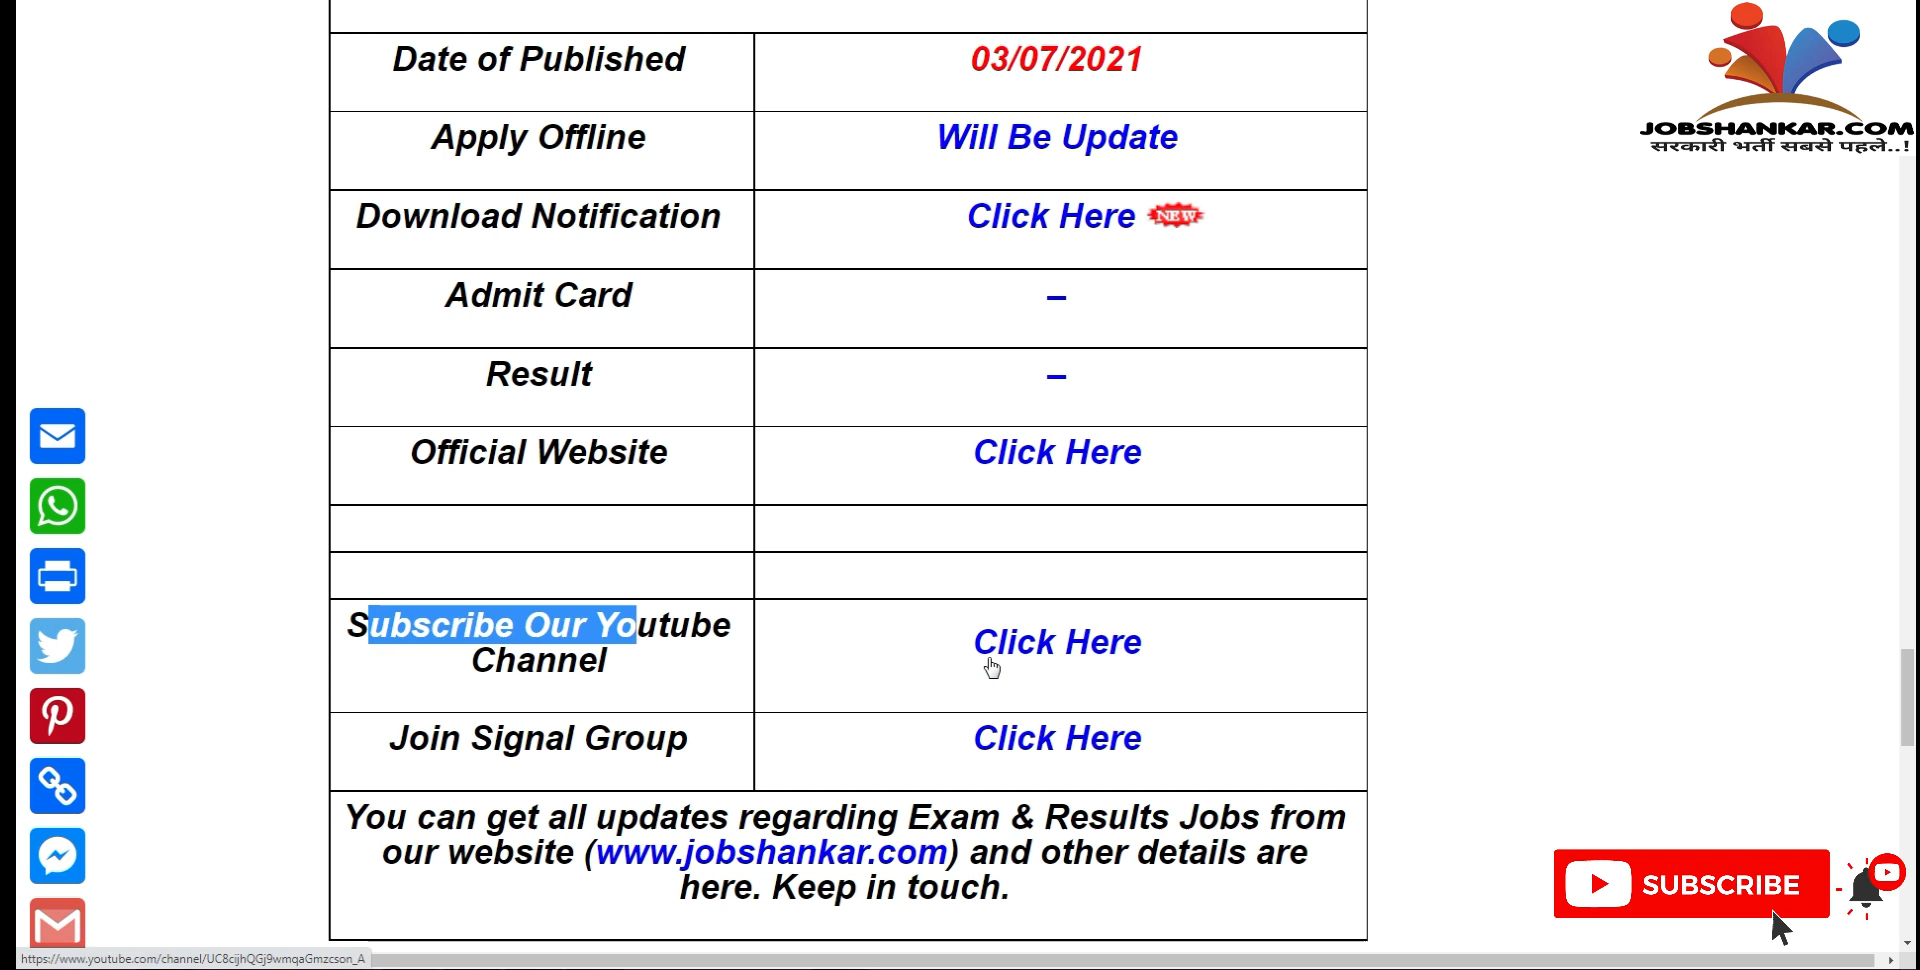 Date of Published 03/07/2021
Apply Offline Will Be Update
Download Notification Click Here NEW
Admit Card –
Result –
Official Website Click Here
Subscribe Our Youtube
Channel
Click Here
Join Signal Group Click Here
You can get all updates regarding Exam & Results Jobs from
our website (www.jobshankar.com) and other details are
here. Keep in touch.
JOBSHANKAR.COM
सरकारी भर्ती सबसे पहले..!
SUBSCRIBE
https://www.youtube.com/channel/UC8cijhQGj9wmqaGmzcson_A